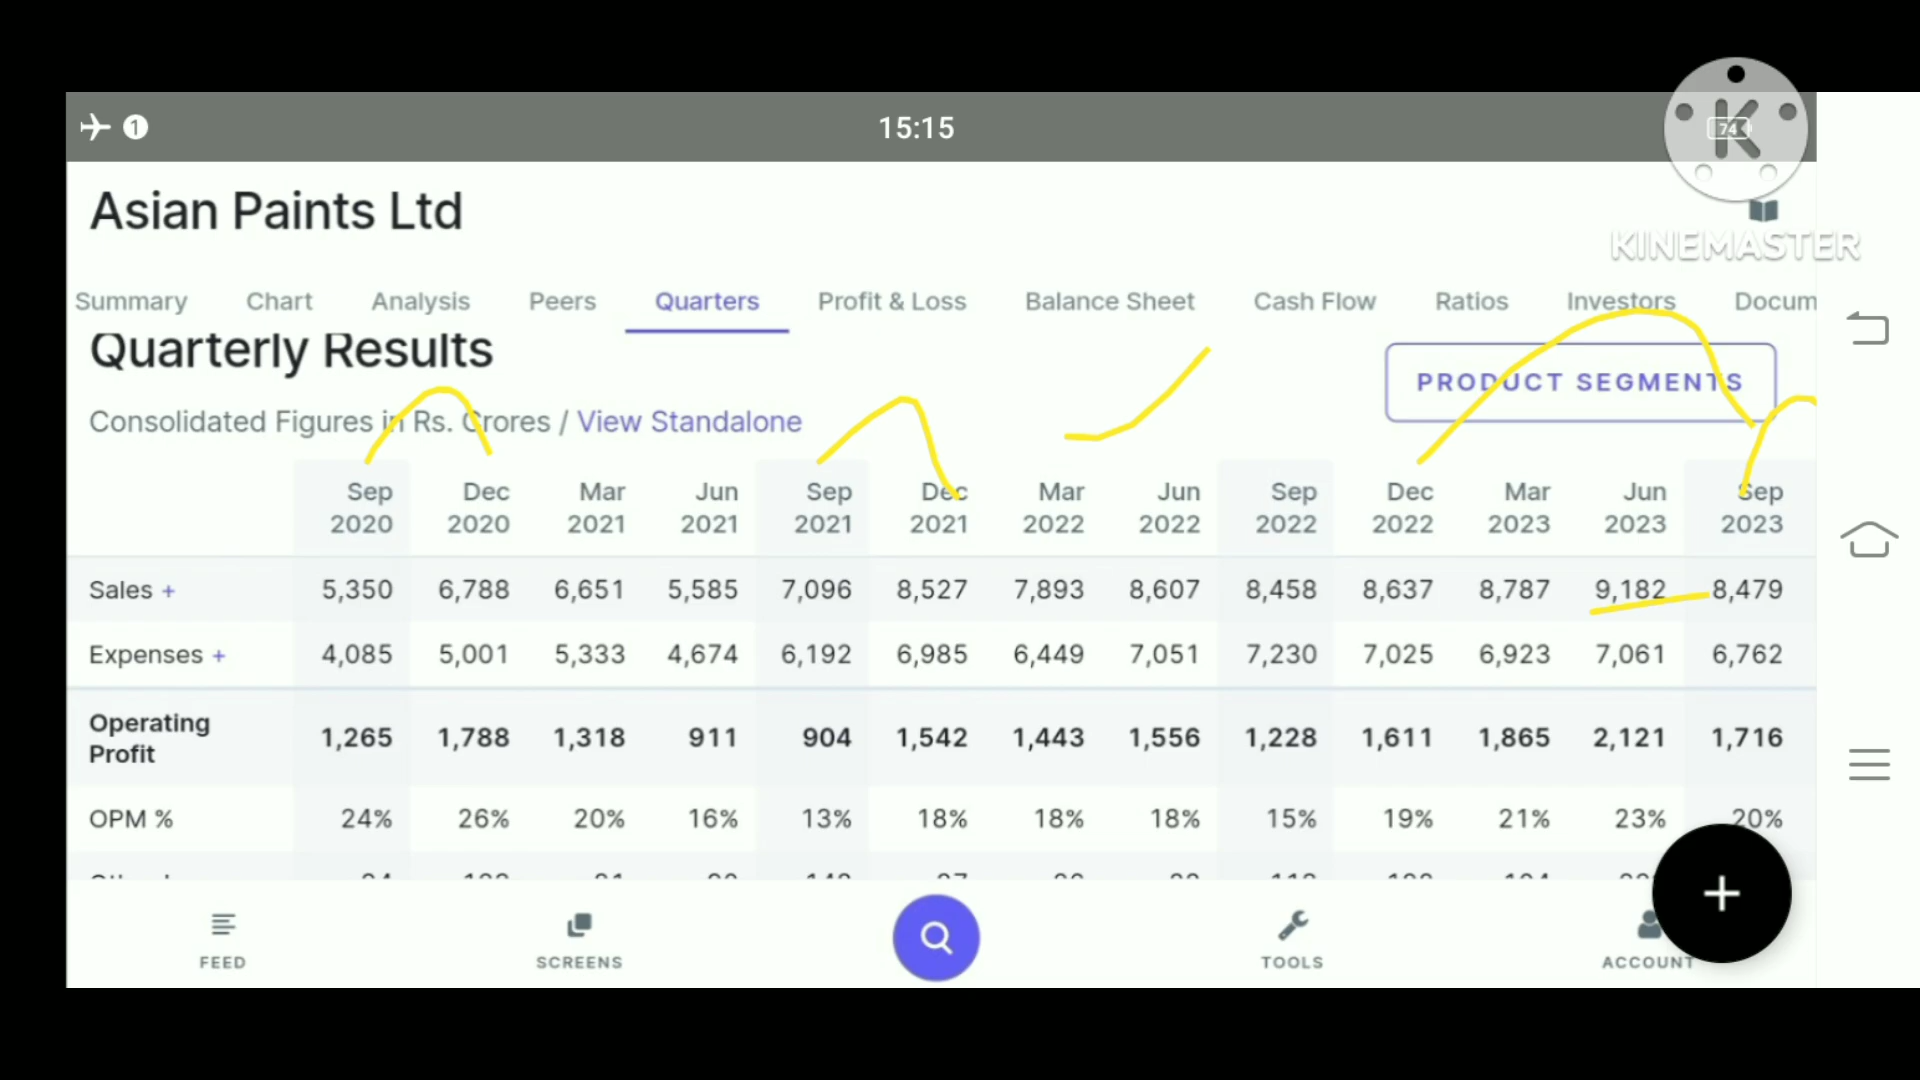 1
15:15
74
K
KINEMASTER
Asian Paints Ltd
Summary Chart Analysis Peers Quarters Profit & Loss Balance Sheet Cash Flow Ratios Investors Docum
Quarterly Results
PRODUCT SEGMENTS
Consolidated Figures in Rs. Crores / View Standalone
Sep 2020 Dec 2020 Mar 2021 Jun 2021 Sep 2021 Dec 2021 Mar 2022 Jun 2022 Sep 2022 Dec 2022 Mar 2023 Jun 2023 Sep 2023
Sales + 5,350 6,788 6,651 5,585 7,096 8,527 7,893 8,607 8,458 8,637 8,787 9,182 8,479
Expenses + 4,085 5,001 5,333 4,674 6,192 6,985 6,449 7,051 7,230 7,025 6,923 7,061 6,762
Operating Profit 1,265 1,788 1,318 911 904 1,542 1,443 1,556 1,228 1,611 1,865 2,121 1,716
OPM % 24% 26% 20% 16% 13% 18% 18% 18% 15% 19% 21% 23% 20%
FEED SCREENS TOOLS ACCOUNT